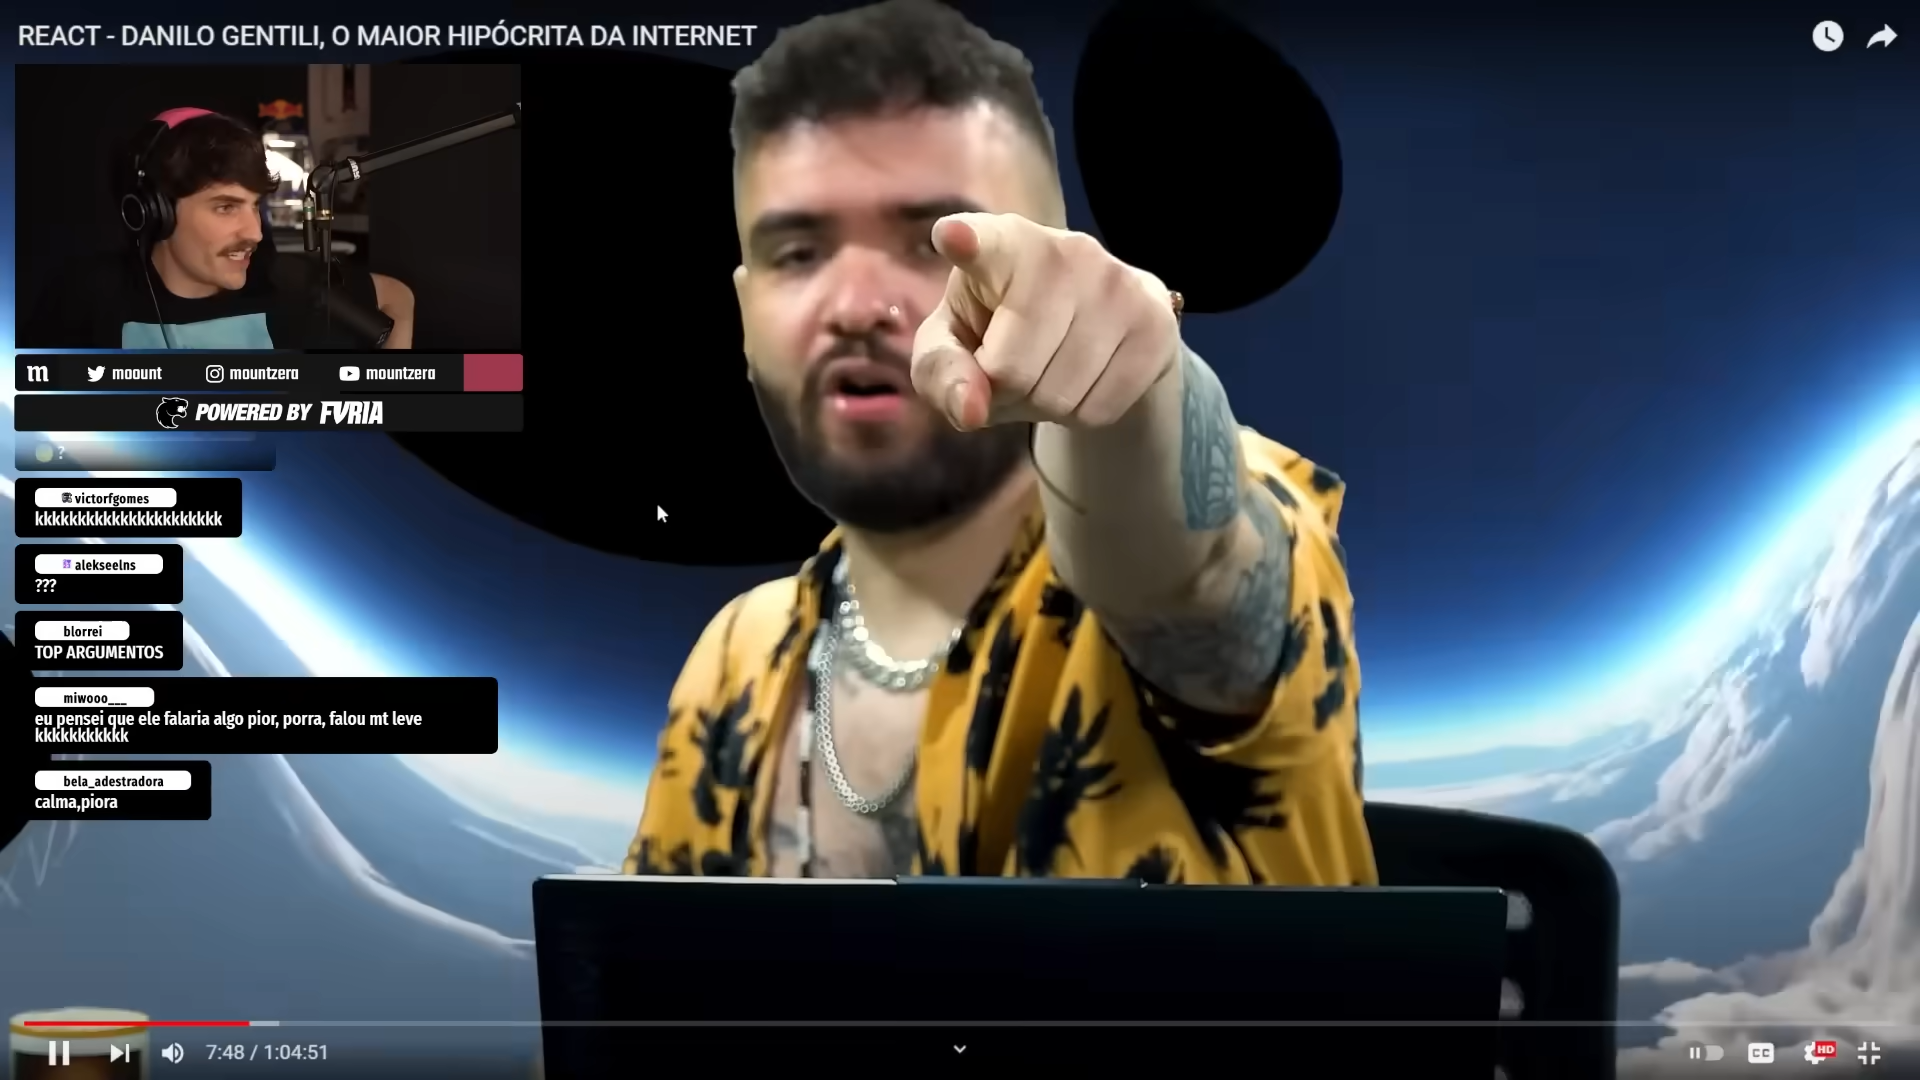 REACT - DANILO GENTILI, O MAIOR HIPÓCRITA DA INTERNET
m moount mountzera mountzera
POWERED BY FVRIA
?
victorfgomes
kkkkkkkkkkkkkkkkkkkkkk
alekseelns
???
blorrei
TOP ARGUMENTOS
miwooo___
eu pensei que ele falaria algo pior, porra, falou mt leve
kkkkkkkkkkk
bela_adestradora
calma,piora
7:48 / 1:04:51
CC
HD